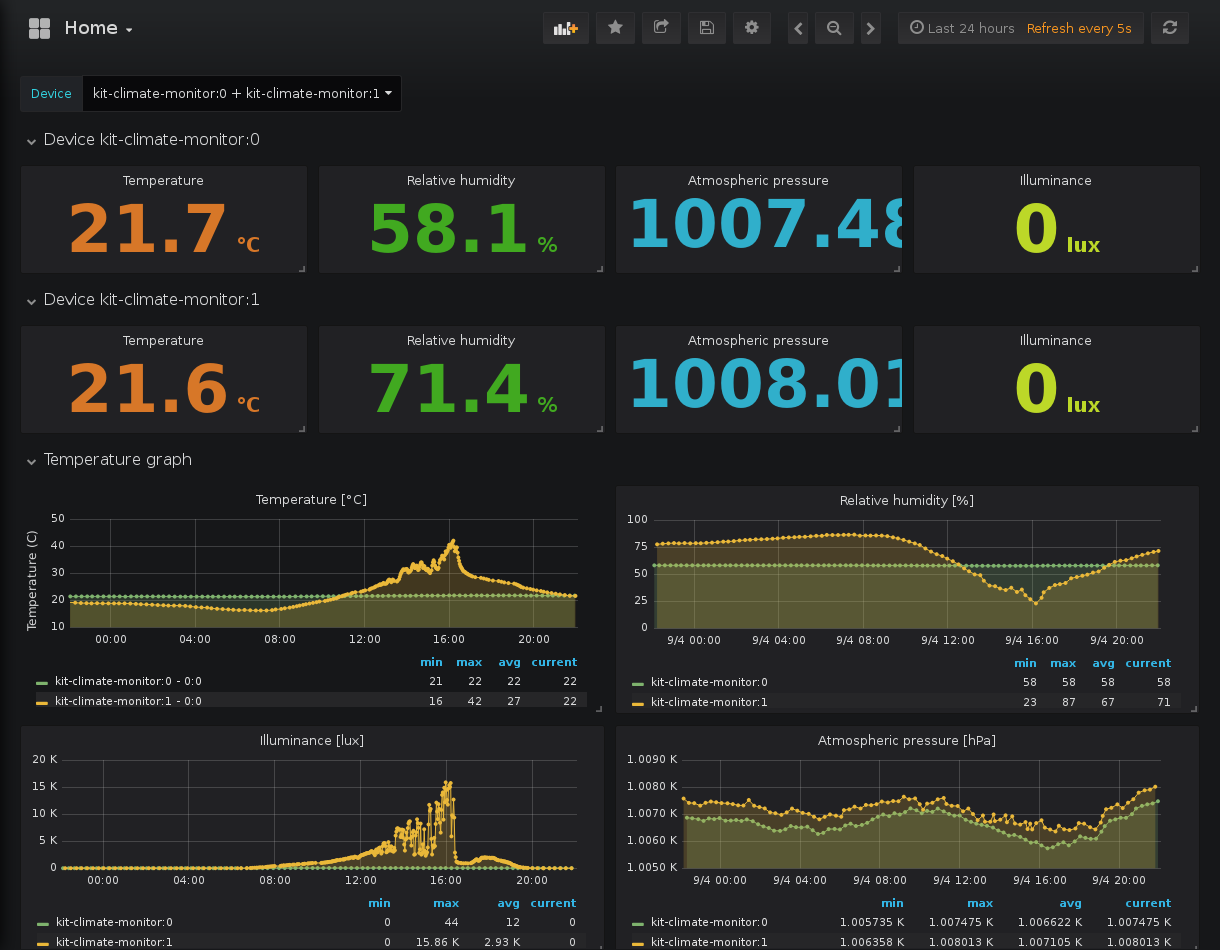 Home
Last 24 hours Refresh every 5s
Device kit-climate-monitor:0 + kit-climate-monitor:1
Device kit-climate-monitor:0
Temperature Relative humidity Atmospheric pressure Illuminance
21.7 °C 58.1 % 1007.48 0 lux
Device kit-climate-monitor:1
Temperature Relative humidity Atmospheric pressure Illuminance
21.6 °C 71.4 % 1008.01 0 lux
Temperature graph
Temperature [°C]
Temperature (C)
50
40
30
20
10
00:00 04:00 08:00 12:00 16:00 20:00
min max avg current
kit-climate-monitor:0 - 0:0 21 22 22 22
kit-climate-monitor:1 - 0:0 16 42 27 22
Relative humidity [%]
100
75
50
25
0
9/4 00:00 9/4 04:00 9/4 08:00 9/4 12:00 9/4 16:00 9/4 20:00
min max avg current
kit-climate-monitor:0 58 58 58 58
kit-climate-monitor:1 23 87 67 71
Illuminance [lux]
20 K
15 K
10 K
5 K
0
00:00 04:00 08:00 12:00 16:00 20:00
min max avg current
kit-climate-monitor:0 0 44 12 0
kit-climate-monitor:1 0 15.86 K 2.93 K 0
Atmospheric pressure [hPa]
1.0090 K
1.0080 K
1.0070 K
1.0060 K
1.0050 K
9/4 00:00 9/4 04:00 9/4 08:00 9/4 12:00 9/4 16:00 9/4 20:00
min max avg current
kit-climate-monitor:0 1.005735 K 1.007475 K 1.006622 K 1.007475 K
kit-climate-monitor:1 1.006358 K 1.008013 K 1.007105 K 1.008013 K